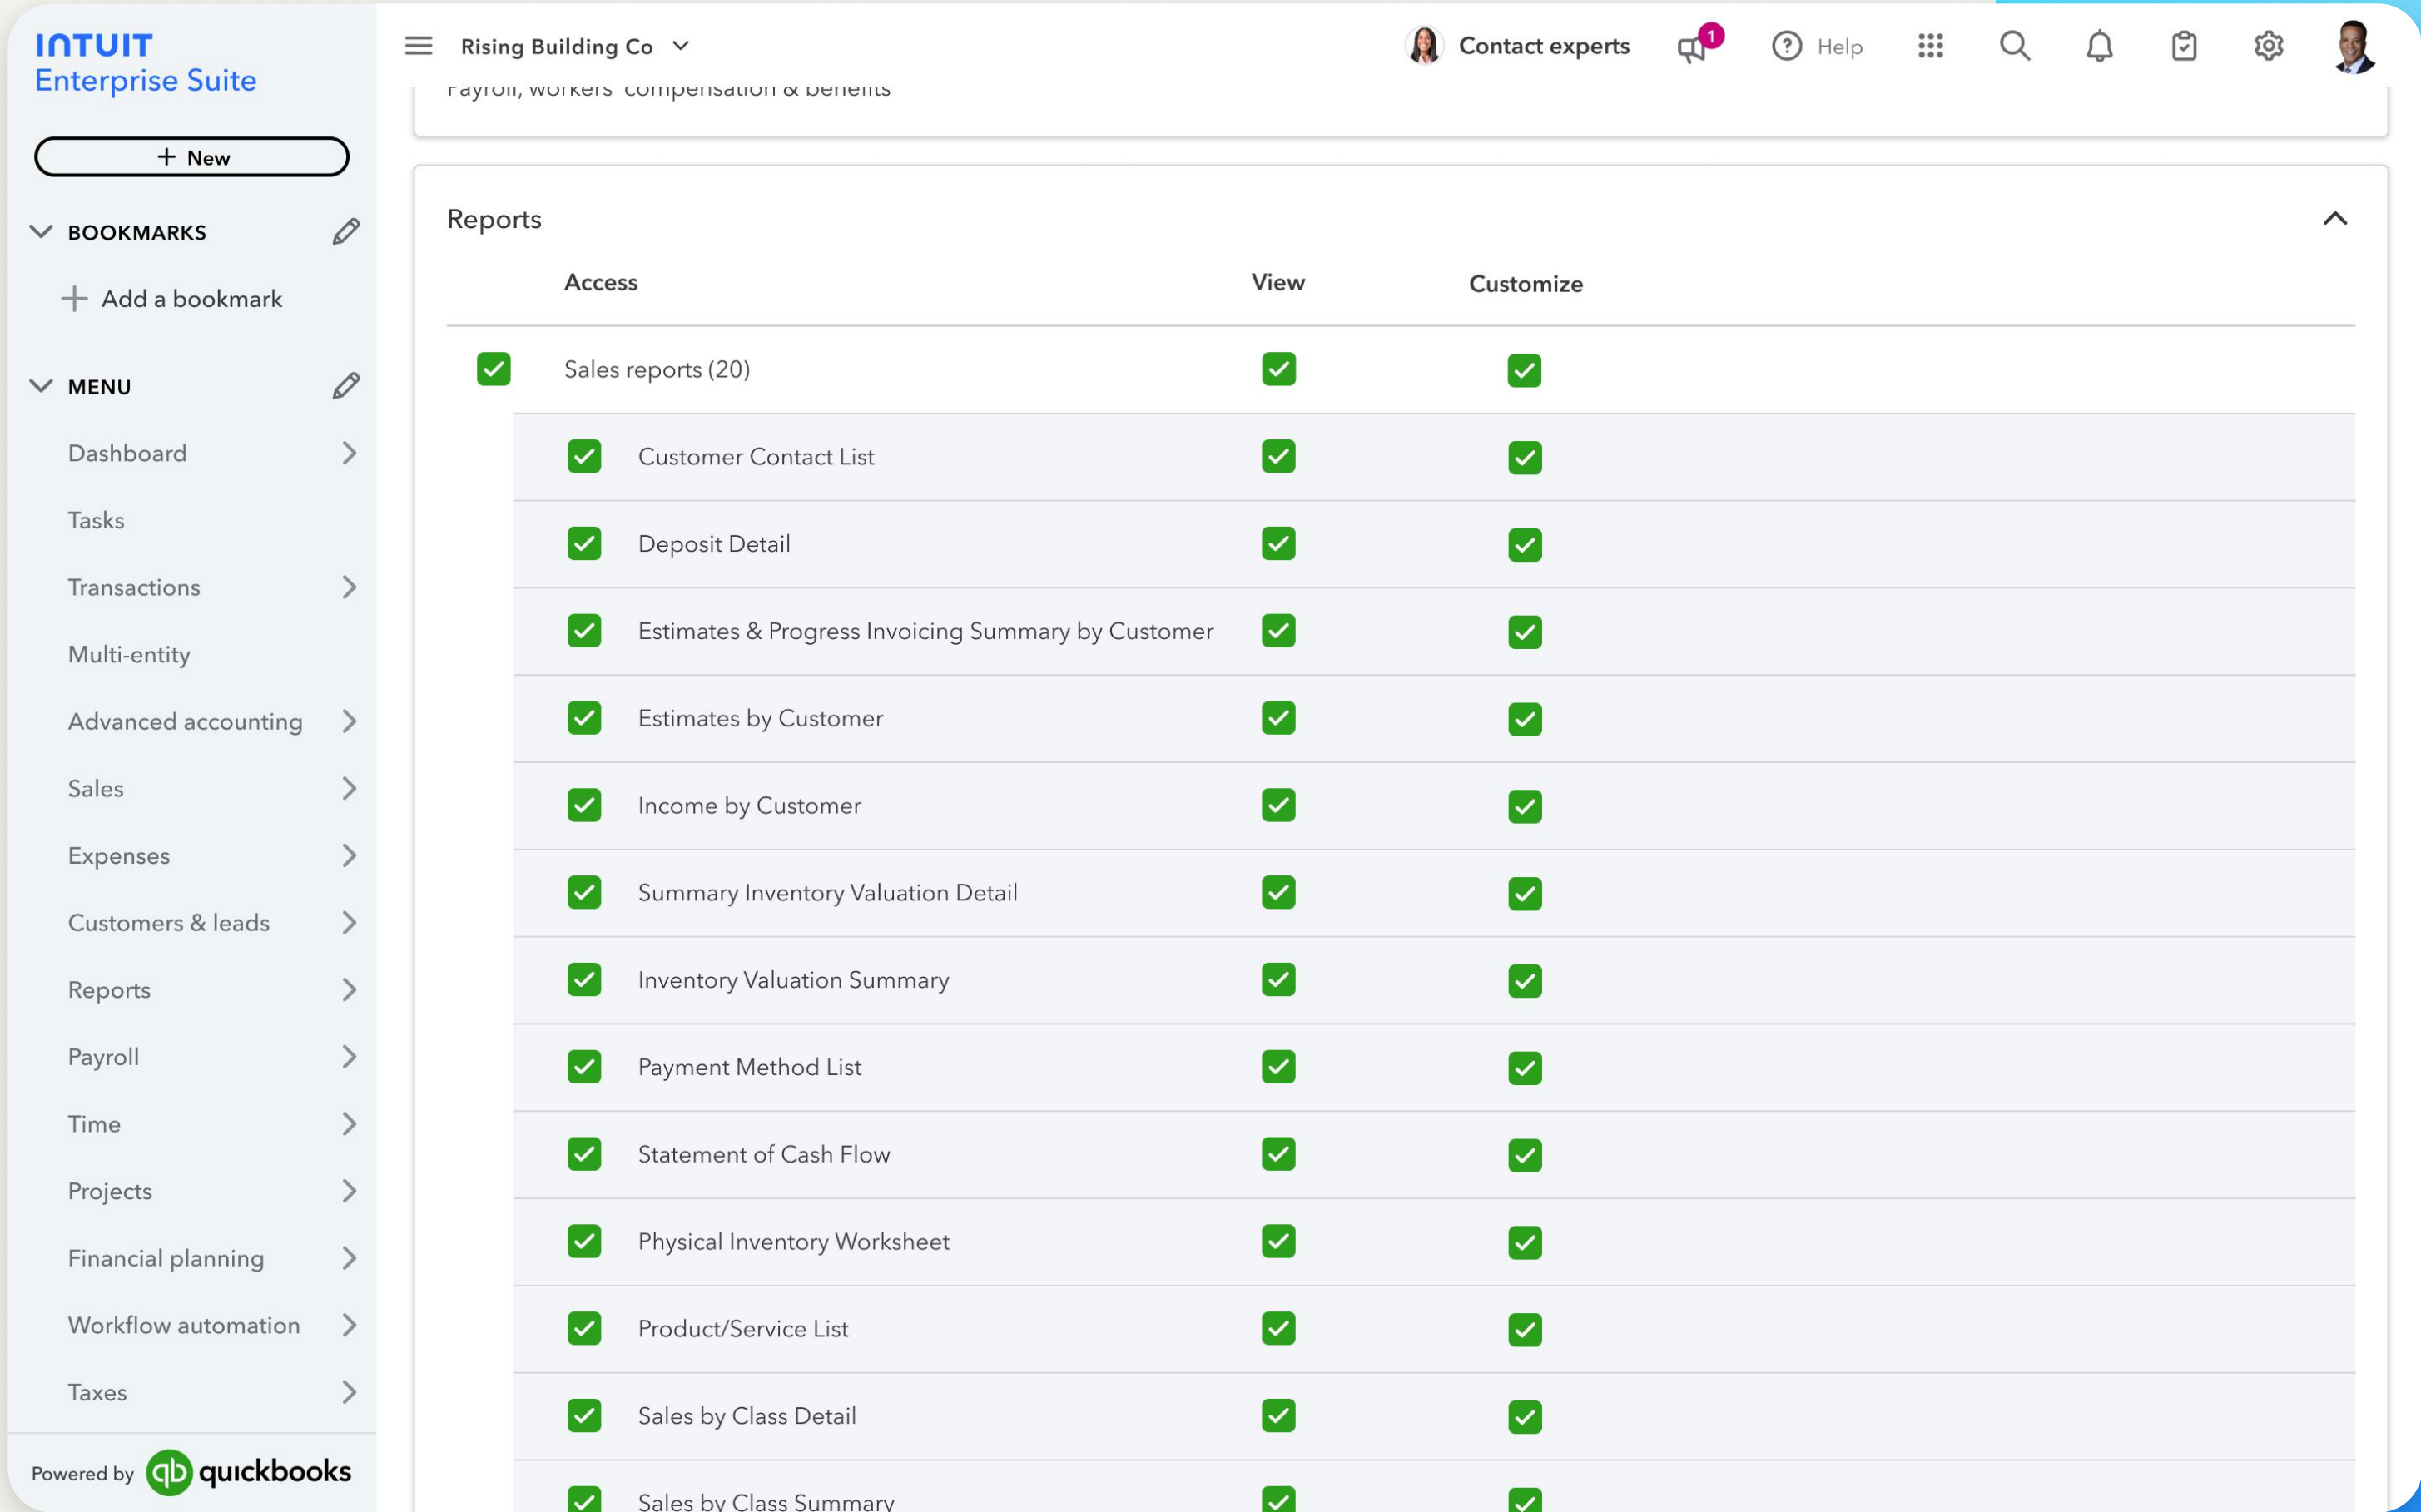 INTUIT
Enterprise Suite
+ New
BOOKMARKS
Add a bookmark
MENU
Dashboard
Tasks
Transactions
Multi-entity
Advanced accounting
Sales
Expenses
Customers & leads
Reports
Payroll
Time
Projects
Financial planning
Workflow automation
Taxes
Powered by qb quickbooks
Rising Building Co
Contact experts
1
Help
Payroll, workers' compensation & benefits
Reports
Access View Customize
Sales reports (20)
Customer Contact List
Deposit Detail
Estimates & Progress Invoicing Summary by Customer
Estimates by Customer
Income by Customer
Summary Inventory Valuation Detail
Inventory Valuation Summary
Payment Method List
Statement of Cash Flow
Physical Inventory Worksheet
Product/Service List
Sales by Class Detail
Sales by Class Summary